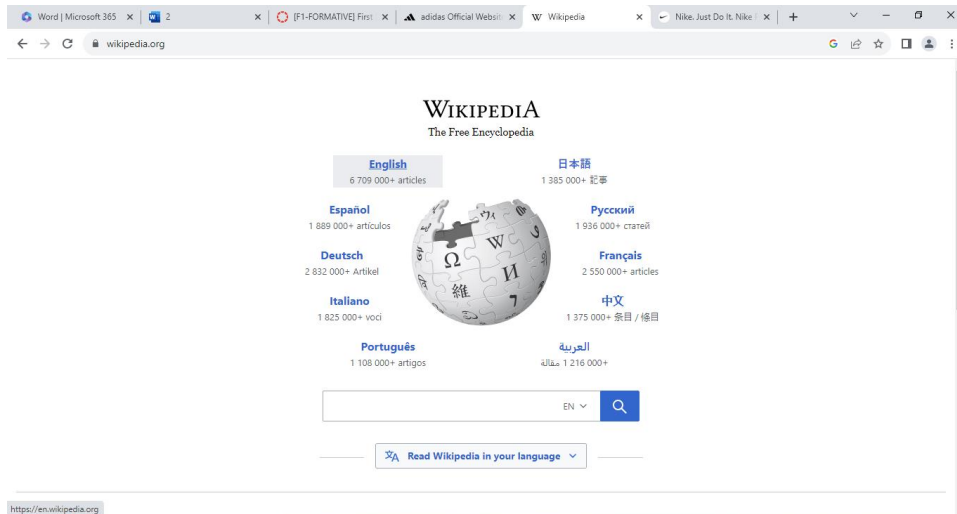 Word | Microsoft 365
2
[F1-FORMATIVE] First
adidas Official Websit
Wikipedia
Nike. Just Do It. Nike
wikipedia.org
WIKIPEDIA
The Free Encyclopedia
English
6 709 000+ articles
日本語
1 385 000+ 記事
Español
1 889 000+ artículos
Русский
1 936 000+ статей
Deutsch
2 832 000+ Artikel
Français
2 550 000+ articles
Italiano
1 825 000+ voci
中文
1 375 000+ 条目 / 條目
Português
1 108 000+ artigos
العربية
1 216 000+ مقالة
EN
Read Wikipedia in your language
https://en.wikipedia.org